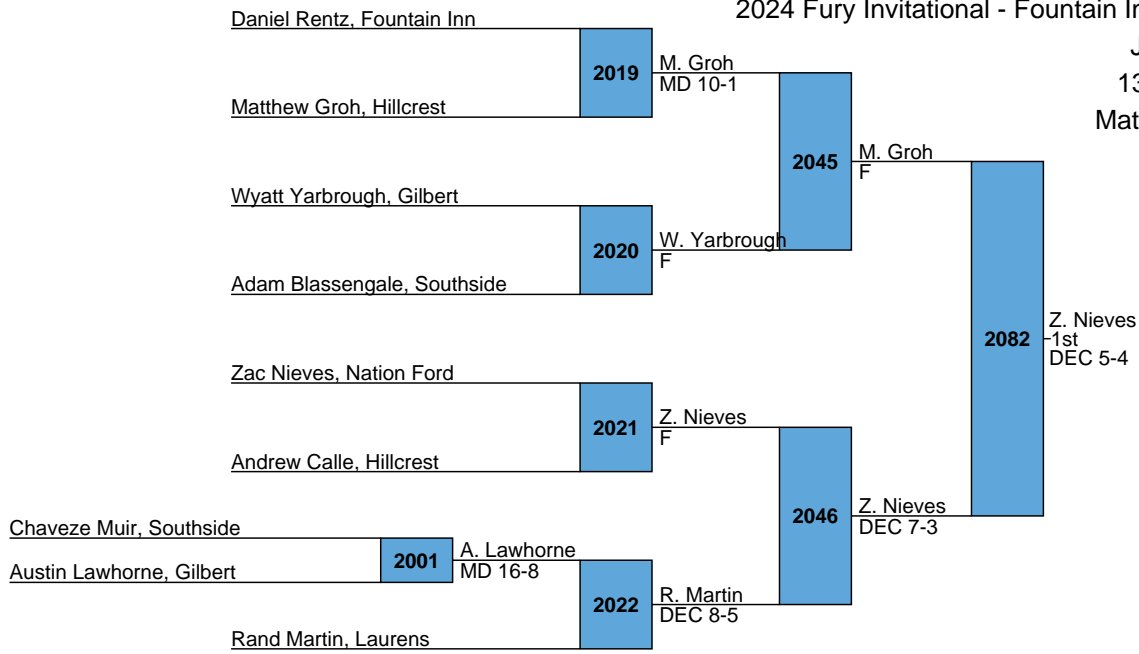 2024 Fury Invitational - Fountain
J
13
Mat
Daniel Rentz, Fountain Inn
2019
M. Groh
MD 10-1
Matthew Groh, Hillcrest
2045
M. Groh
F
Wyatt Yarbrough, Gilbert
2020
W. Yarbrough
F
Adam Blassengale, Southside
2082
Z. Nieves
1st
DEC 5-4
Zac Nieves, Nation Ford
2021
Z. Nieves
F
Andrew Calle, Hillcrest
2046
Z. Nieves
DEC 7-3
Chaveze Muir, Southside
2001
A. Lawhorne
MD 16-8
Austin Lawhorne, Gilbert
2022
R. Martin
DEC 8-5
Rand Martin, Laurens